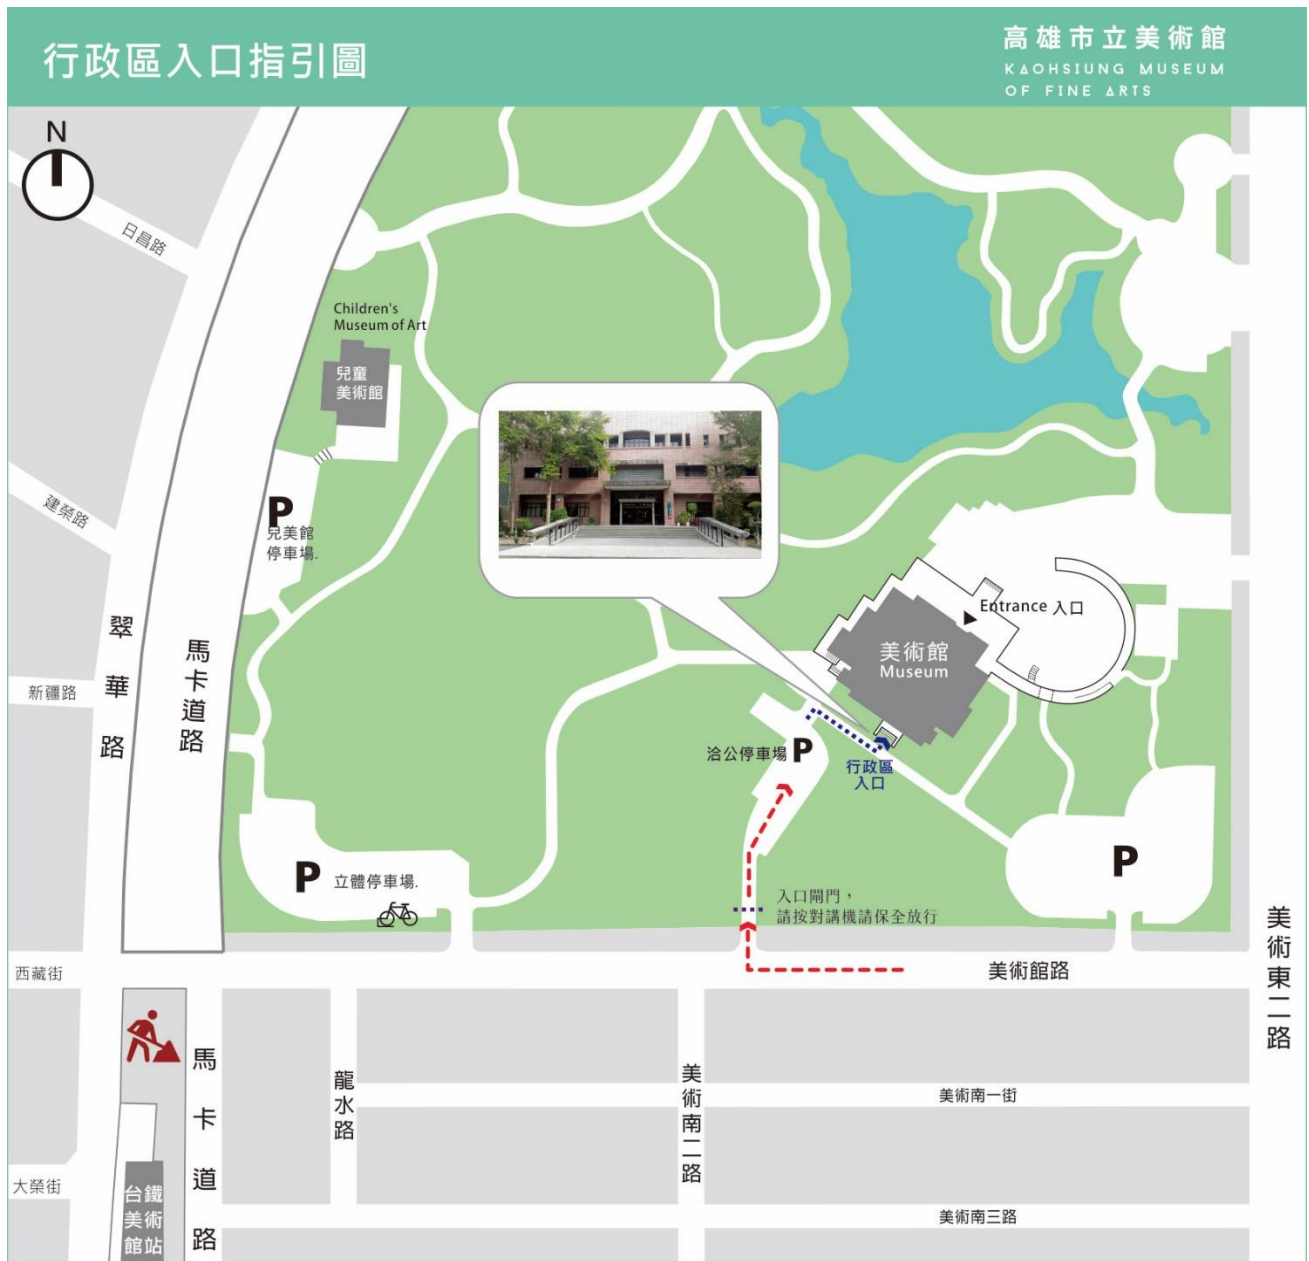 行政區入口指引圖
高雄市立美術館
KAOHSIUNG MUSEUM
OF FINE ARTS
N
日昌路
Children's
Museum of Art
兒童
美術館
建榮路
P
兒美館
停車場.
翠華路
馬卡道路
新疆路
Entrance 入口
美術館
Museum
洽公停車場 P
行政區
入口
P
立體停車場.
P
入口閘門，
請按對講機請保全放行
西藏街
美術館路
美術東二路
馬卡道路
龍水路
美術南二路
美術南一街
大榮街
台鐵
美術
館站
美術南三路